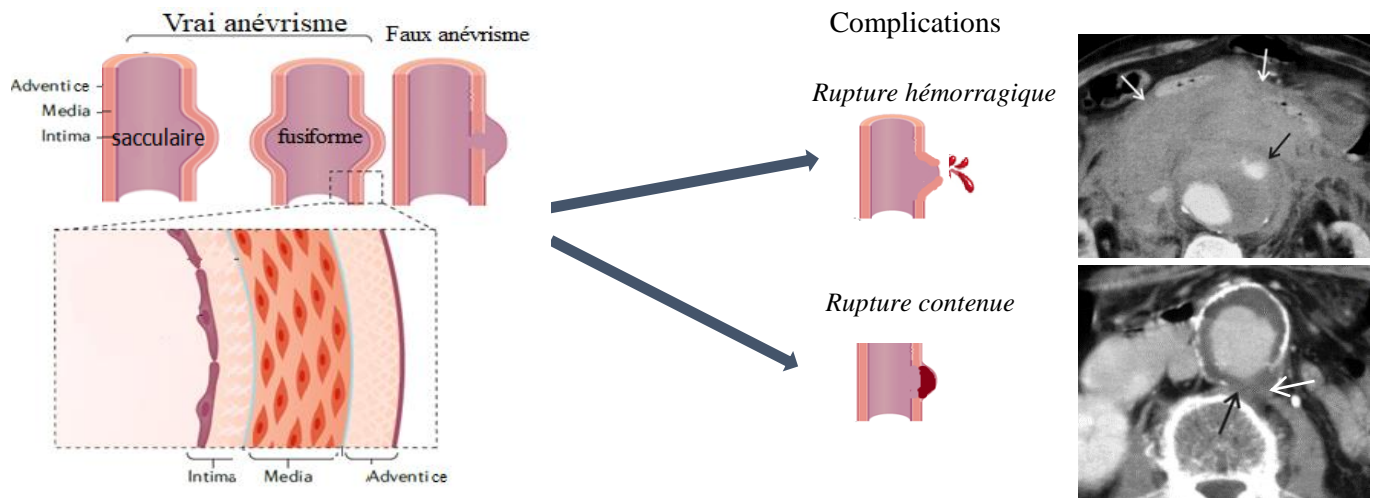 Vrai anévrisme
Faux anévrisme
Adventice
Media
Intima
sacculaire
fusiforme
Intima
Media
Adventice
Complications
Rupture hémorragique
Rupture contenue